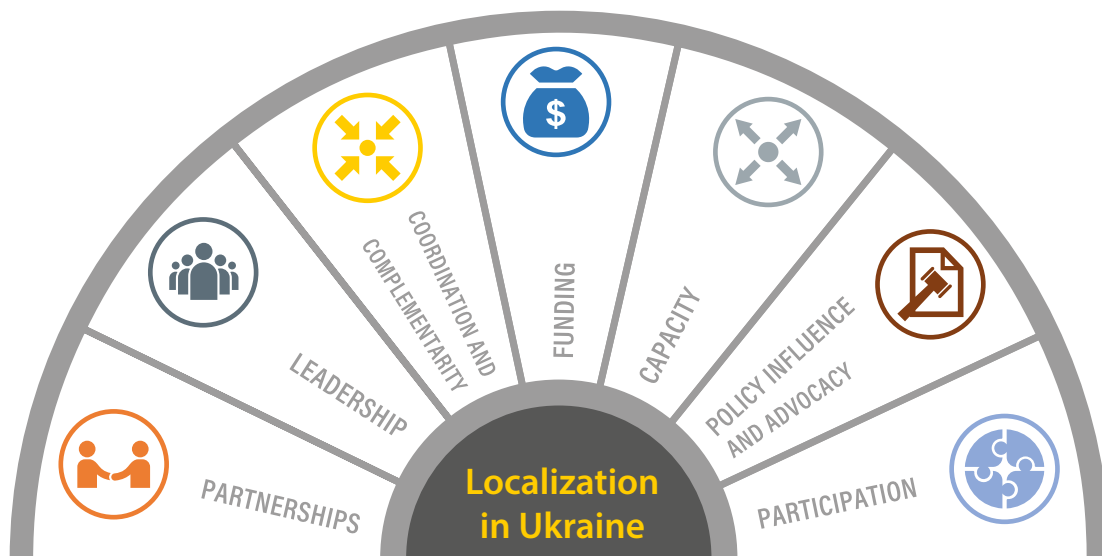 PARTNERSHIPS
LEADERSHIP
COORDINATION AND
COMPLEMENTARITY
$
FUNDING
CAPACITY
POLICY INFLUENCE
AND ADVOCACY
PARTICIPATION
Localization
in Ukraine